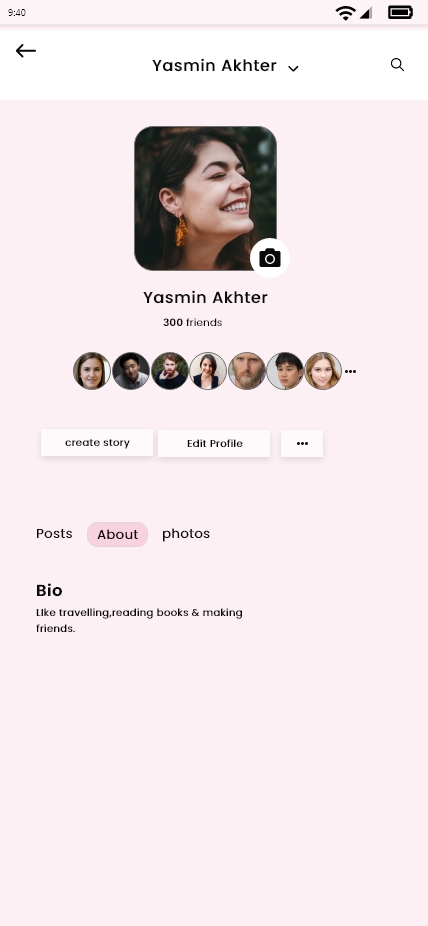 9:40
Yasmin Akhter
Yasmin Akhter
300 friends
create story
Edit Profile
Posts
About
photos
Bio
LIke travelling,reading books & making
friends.